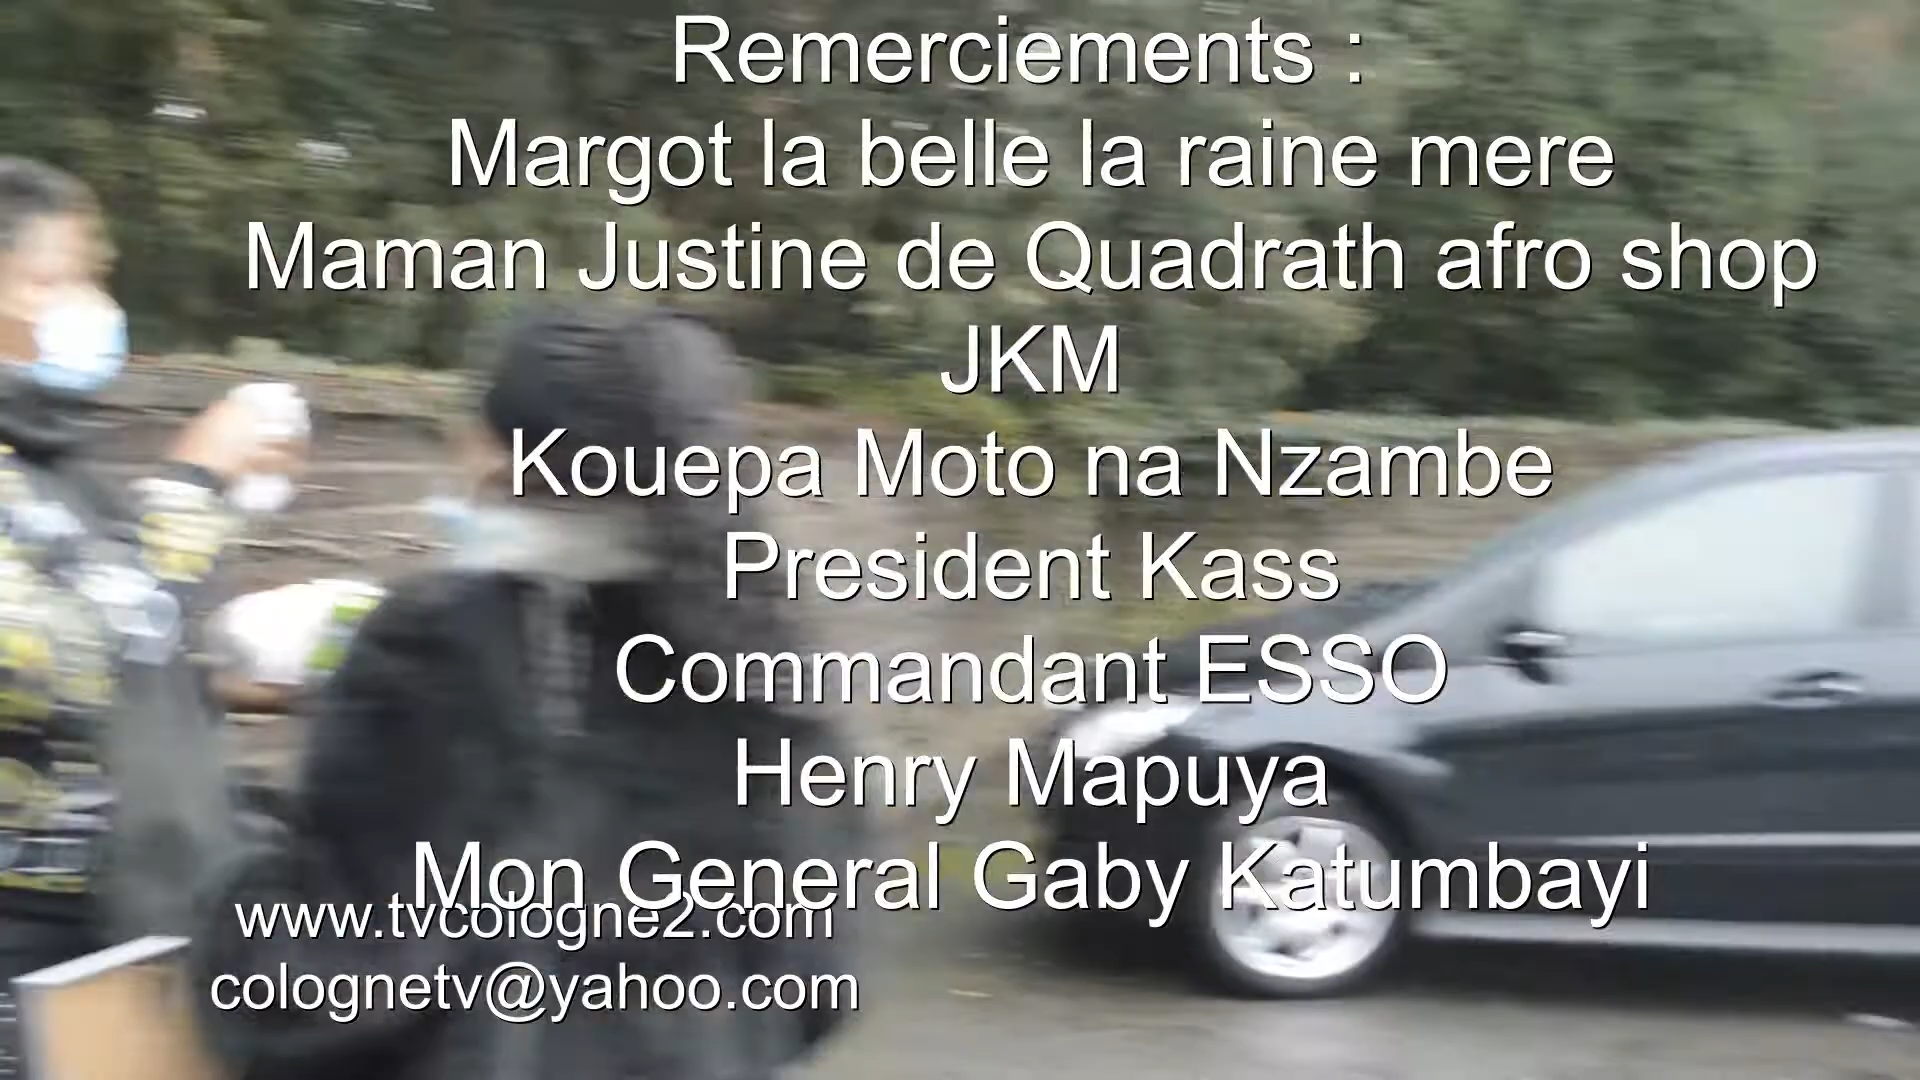 Remerciements :
Margot la belle la raine mere
Maman Justine de Quadrath afro shop
JKM
Kouepa Moto na Nzambe
President Kass
Commandant ESSO
Henry Mapuya
Mon General Gaby Katumbayi
www.tvcologne2.com
colognetv@yahoo.com